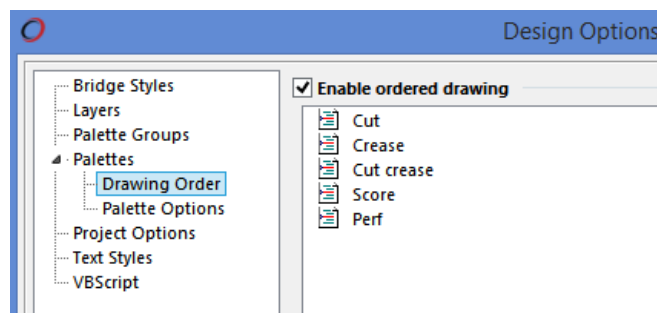 Design Options
Bridge Styles
Layers
Palette Groups
Palettes
Drawing Order
Palette Options
Project Options
Text Styles
VBScript
Enable ordered drawing
Cut
Crease
Cut crease
Score
Perf